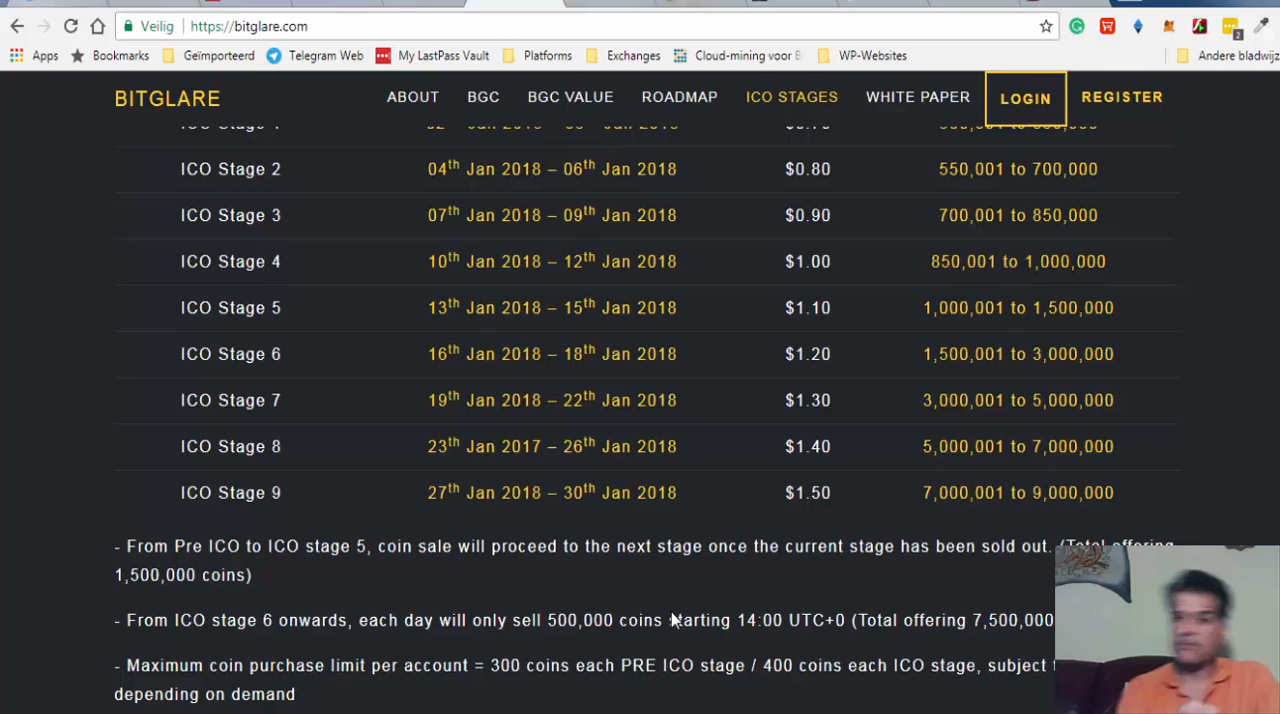 Veilig https://bitglare.com
2
Apps Bookmarks Geïmporteerd Telegram Web My LastPass Vault Platforms Exchanges Cloud-mining voor B WP-Websites Andere bladwijz
BITGLARE ABOUT BGC BGC VALUE ROADMAP ICO STAGES WHITE PAPER LOGIN REGISTER
ICO Stage 2 04th Jan 2018 – 06th Jan 2018 $0.80 550,001 to 700,000
ICO Stage 3 07th Jan 2018 – 09th Jan 2018 $0.90 700,001 to 850,000
ICO Stage 4 10th Jan 2018 – 12th Jan 2018 $1.00 850,001 to 1,000,000
ICO Stage 5 13th Jan 2018 – 15th Jan 2018 $1.10 1,000,001 to 1,500,000
ICO Stage 6 16th Jan 2018 – 18th Jan 2018 $1.20 1,500,001 to 3,000,000
ICO Stage 7 19th Jan 2018 – 22th Jan 2018 $1.30 3,000,001 to 5,000,000
ICO Stage 8 23th Jan 2017 – 26th Jan 2018 $1.40 5,000,001 to 7,000,000
ICO Stage 9 27th Jan 2018 – 30th Jan 2018 $1.50 7,000,001 to 9,000,000
- From Pre ICO to ICO stage 5, coin sale will proceed to the next stage once the current stage has been sold out. (Total offering
1,500,000 coins)
- From ICO stage 6 onwards, each day will only sell 500,000 coins starting 14:00 UTC+0 (Total offering 7,500,000
- Maximum coin purchase limit per account = 300 coins each PRE ICO stage / 400 coins each ICO stage, subject
depending on demand